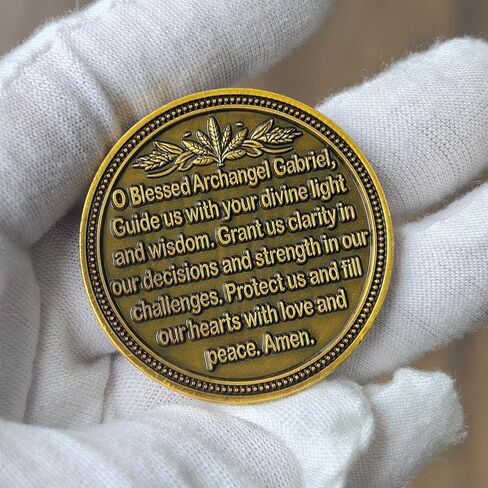 O Blessed Archangel Gabriel,
Guide us with your divine light
and wisdom. Grant us clarity in
our decisions and strength in our
challenges. Protect us and fill
our hearts with love and
peace. Amen.